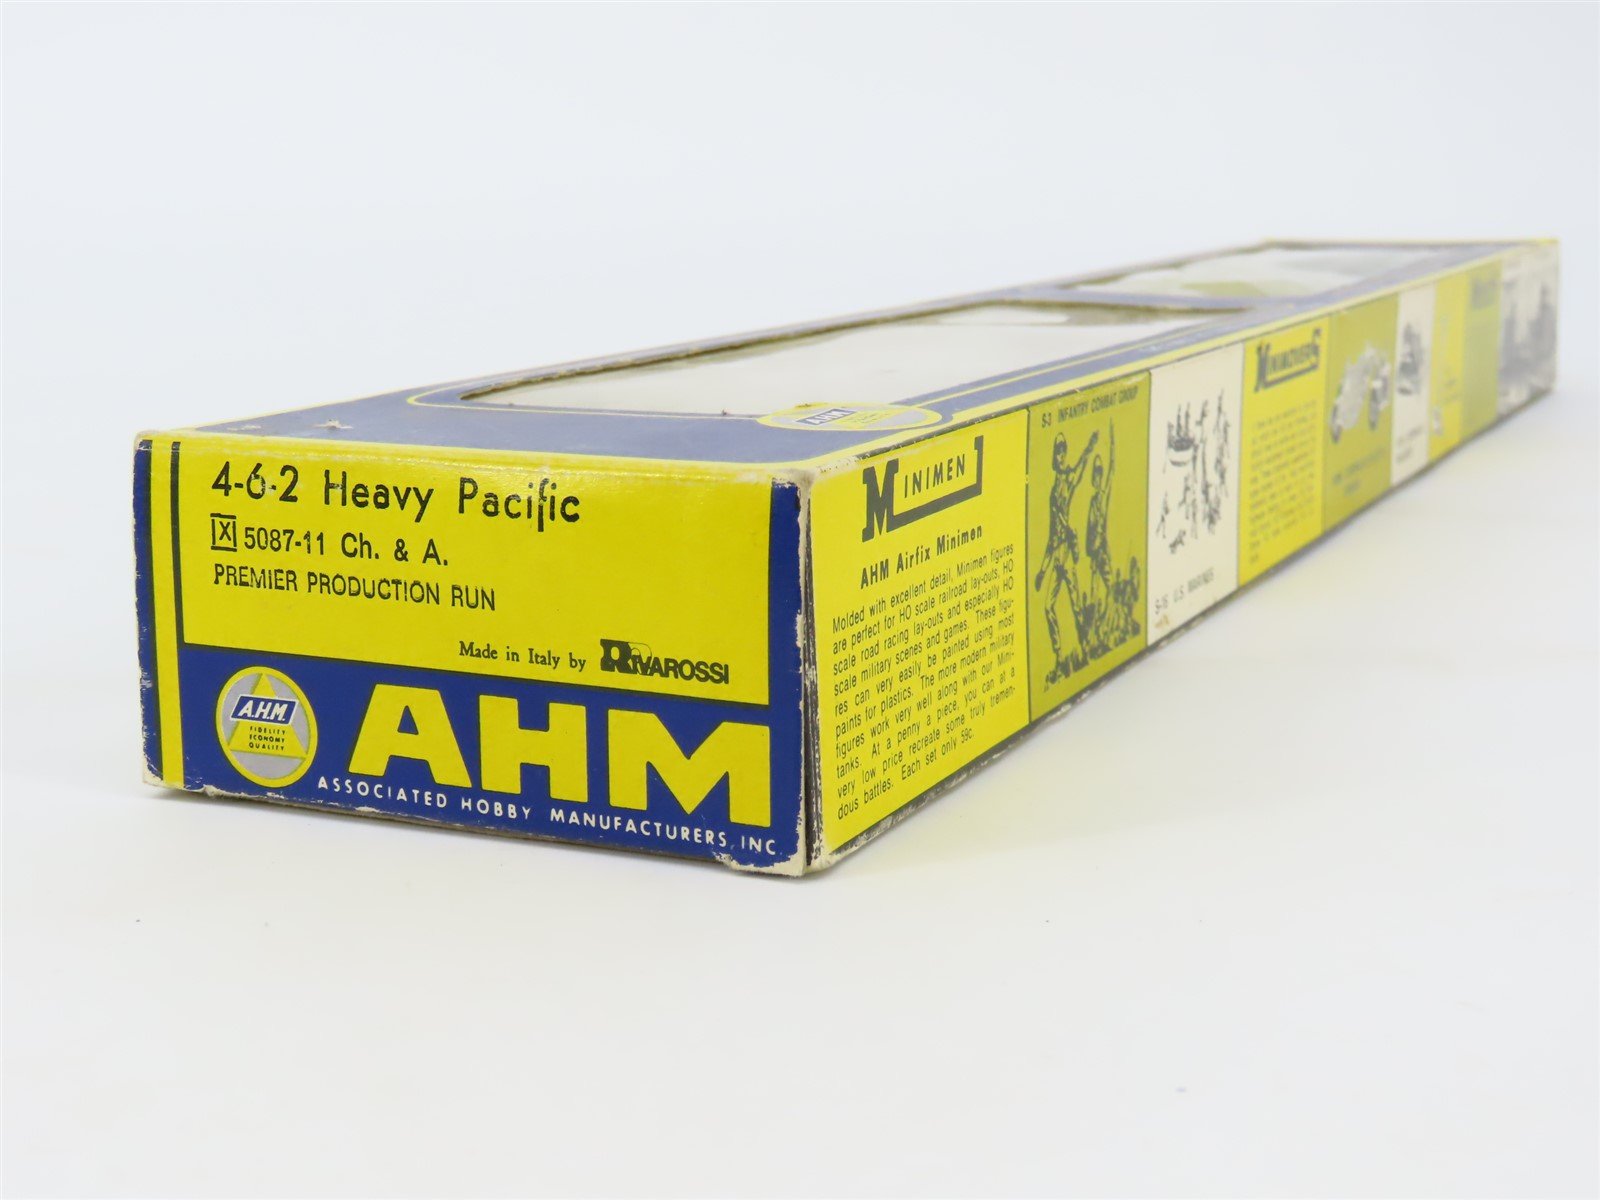 4-6-2 Heavy Pacific
X 5087-11 Ch. & A.
PREMIER PRODUCTION RUN
Made in Italy by RIVAROSSI
A.H.M.
FIDELITY
ECONOMY
QUALITY
AHM
ASSOCIATED HOBBY MANUFACTURERS, INC.
AHM
MINIMEN
AHM Airfix Minimen
Molded with excellent detail, Minimen figures
are perfect for HO scale railroad lay-outs, HO
scale road racing lay-outs and especially HO
scale military scenes and games. These figu-
res can very easily be painted using most
paints for plastics. The more modern military
figures work very well along with our Mini-
tanks. At a penny a piece, you can at a
very low price recreate some truly tremen-
dous battles. Each set only 59c.
S-3 INFANTRY COMBAT GROUP
S-16 U.S. MARINES
MINIMOVERS